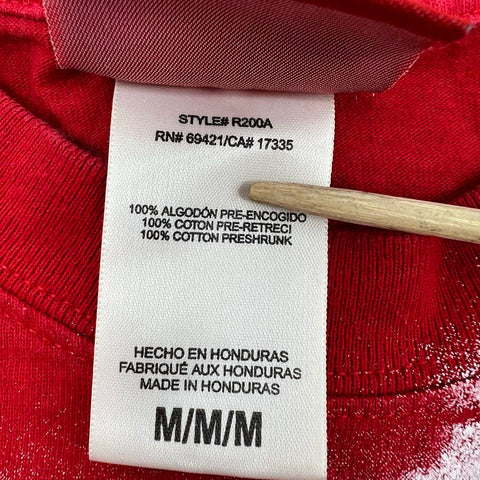 STYLE# R200A
RN# 69421/CA# 17335
100% ALGODÓN PRE-ENCOGIDO
100% COTON PRE-RETRECI
100% COTTON PRESHRUNK
HECHO EN HONDURAS
FABRIQUÉ AUX HONDURAS
MADE IN HONDURAS
M/M/M